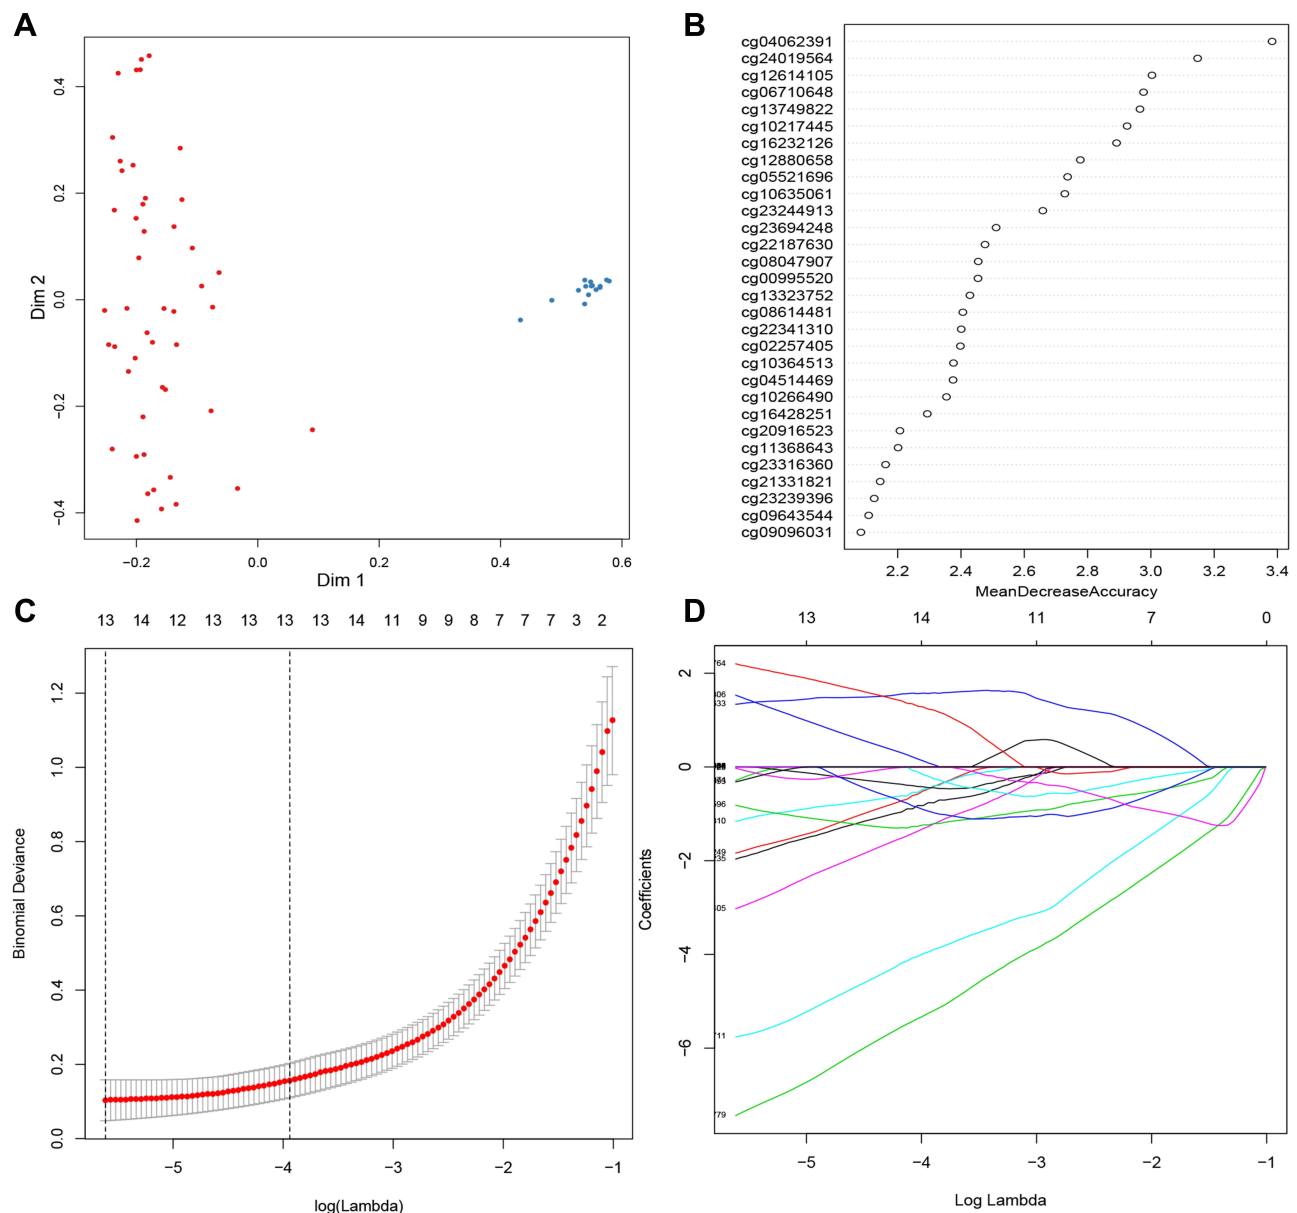 A
B
0.4
0.2
0.0
−0.2
−0.4
Dim 2
−0.2
0.0
0.2
0.4
0.6
Dim 1
cg04062391
cg24019564
cg12614105
cg06710648
cg13749822
cg10217445
cg16232126
cg12880658
cg05521696
cg10635061
cg23244913
cg23694248
cg22187630
cg08047907
cg00995520
cg13323752
cg08614481
cg22341310
cg02257405
cg10364513
cg04514469
cg10266490
cg16428251
cg20916523
cg11368643
cg23316360
cg21331821
cg23239396
cg09643544
cg09096031
2.2 2.4 2.6 2.8 3.0 3.2 3.4
MeanDecreaseAccuracy
C
13 14 12 13 13 13 13 14 11 9 9 8 7 7 7 3 2
1.2
1.0
0.8
0.6
0.4
0.2
0.0
Binomial Deviance
−5 −4 −3 −2 −1
log(Lambda)
D
13 14 11 7 0
2
0
−2
−4
−6
Coefficients
−5 −4 −3 −2 −1
Log Lambda